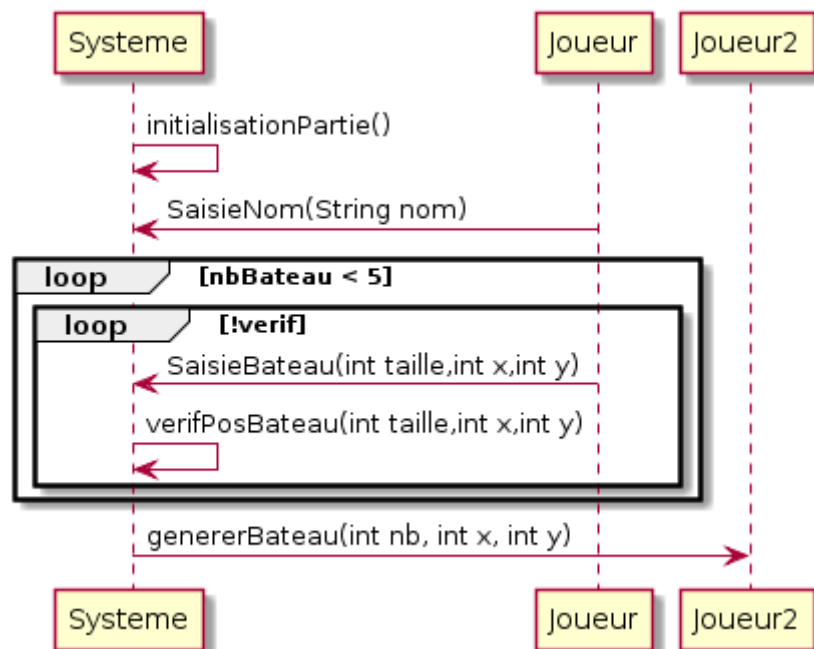 Systeme Joueur Joueur2
initialisationPartie()
SaisieNom(String nom)
loop [nbBateau < 5]
loop [!verif]
SaisieBateau(int taille,int x,int y)
verifPosBateau(int taille,int x,int y)
genererBateau(int nb, int x, int y)
Systeme Joueur Joueur2